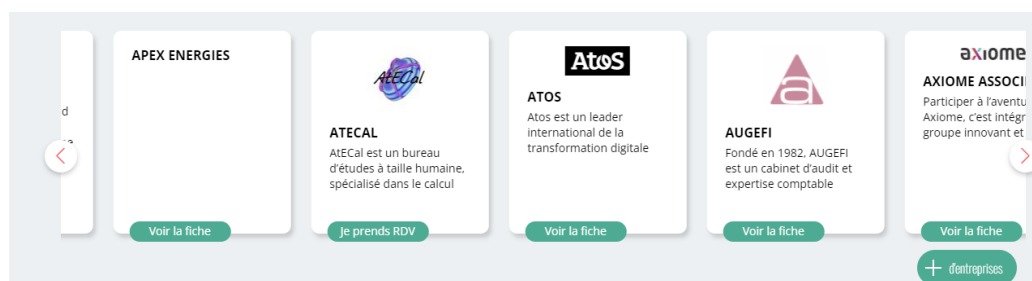 d
APEX ENERGIES
Voir la fiche
AtECal
ATECAL
AtECal est un bureau
d'études à taille humaine,
spécialisé dans le calcul
Je prends RDV
AtoS
ATOS
Atos est un leader
international de la
transformation digitale
Voir la fiche
AUGEFI
Fondé en 1982, AUGEFI
est un cabinet d'audit et
expertise comptable
Voir la fiche
axiome
AXIOME ASSOCI
Participer à l'aventu
Axiome, c'est intégr
groupe innovant et
Voir la fiche
+ d'entreprises